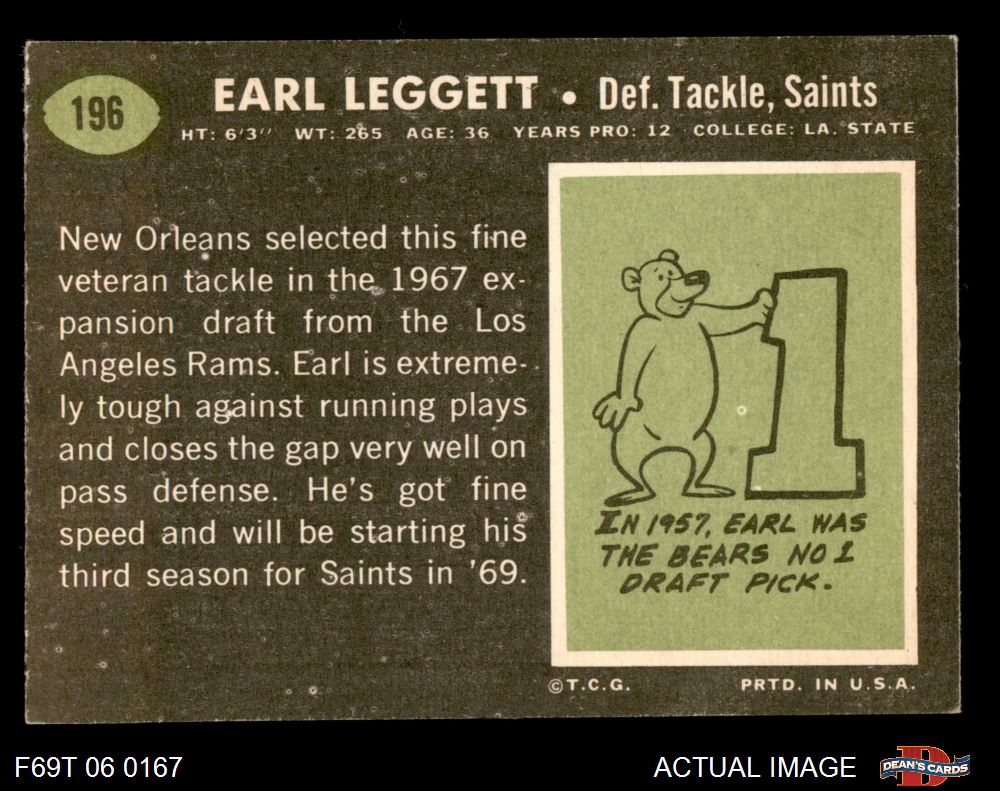 196
EARL LEGGETT • Def. Tackle, Saints
HT: 6'3" WT: 265 AGE: 36 YEARS PRO: 12 COLLEGE: LA. STATE
New Orleans selected this fine
veteran tackle in the 1967 ex-
pansion draft from the Los
Angeles Rams. Earl is extreme-
ly tough against running plays
and closes the gap very well on
pass defense. He's got fine
speed and will be starting his
third season for Saints in '69.
1
IN 1957, EARL WAS
THE BEARS NO 1
DRAFT PICK.
© T.C.G. PRTD. IN U.S.A.
F69T 06 0167 ACTUAL IMAGE
D
DEAN'S CARDS